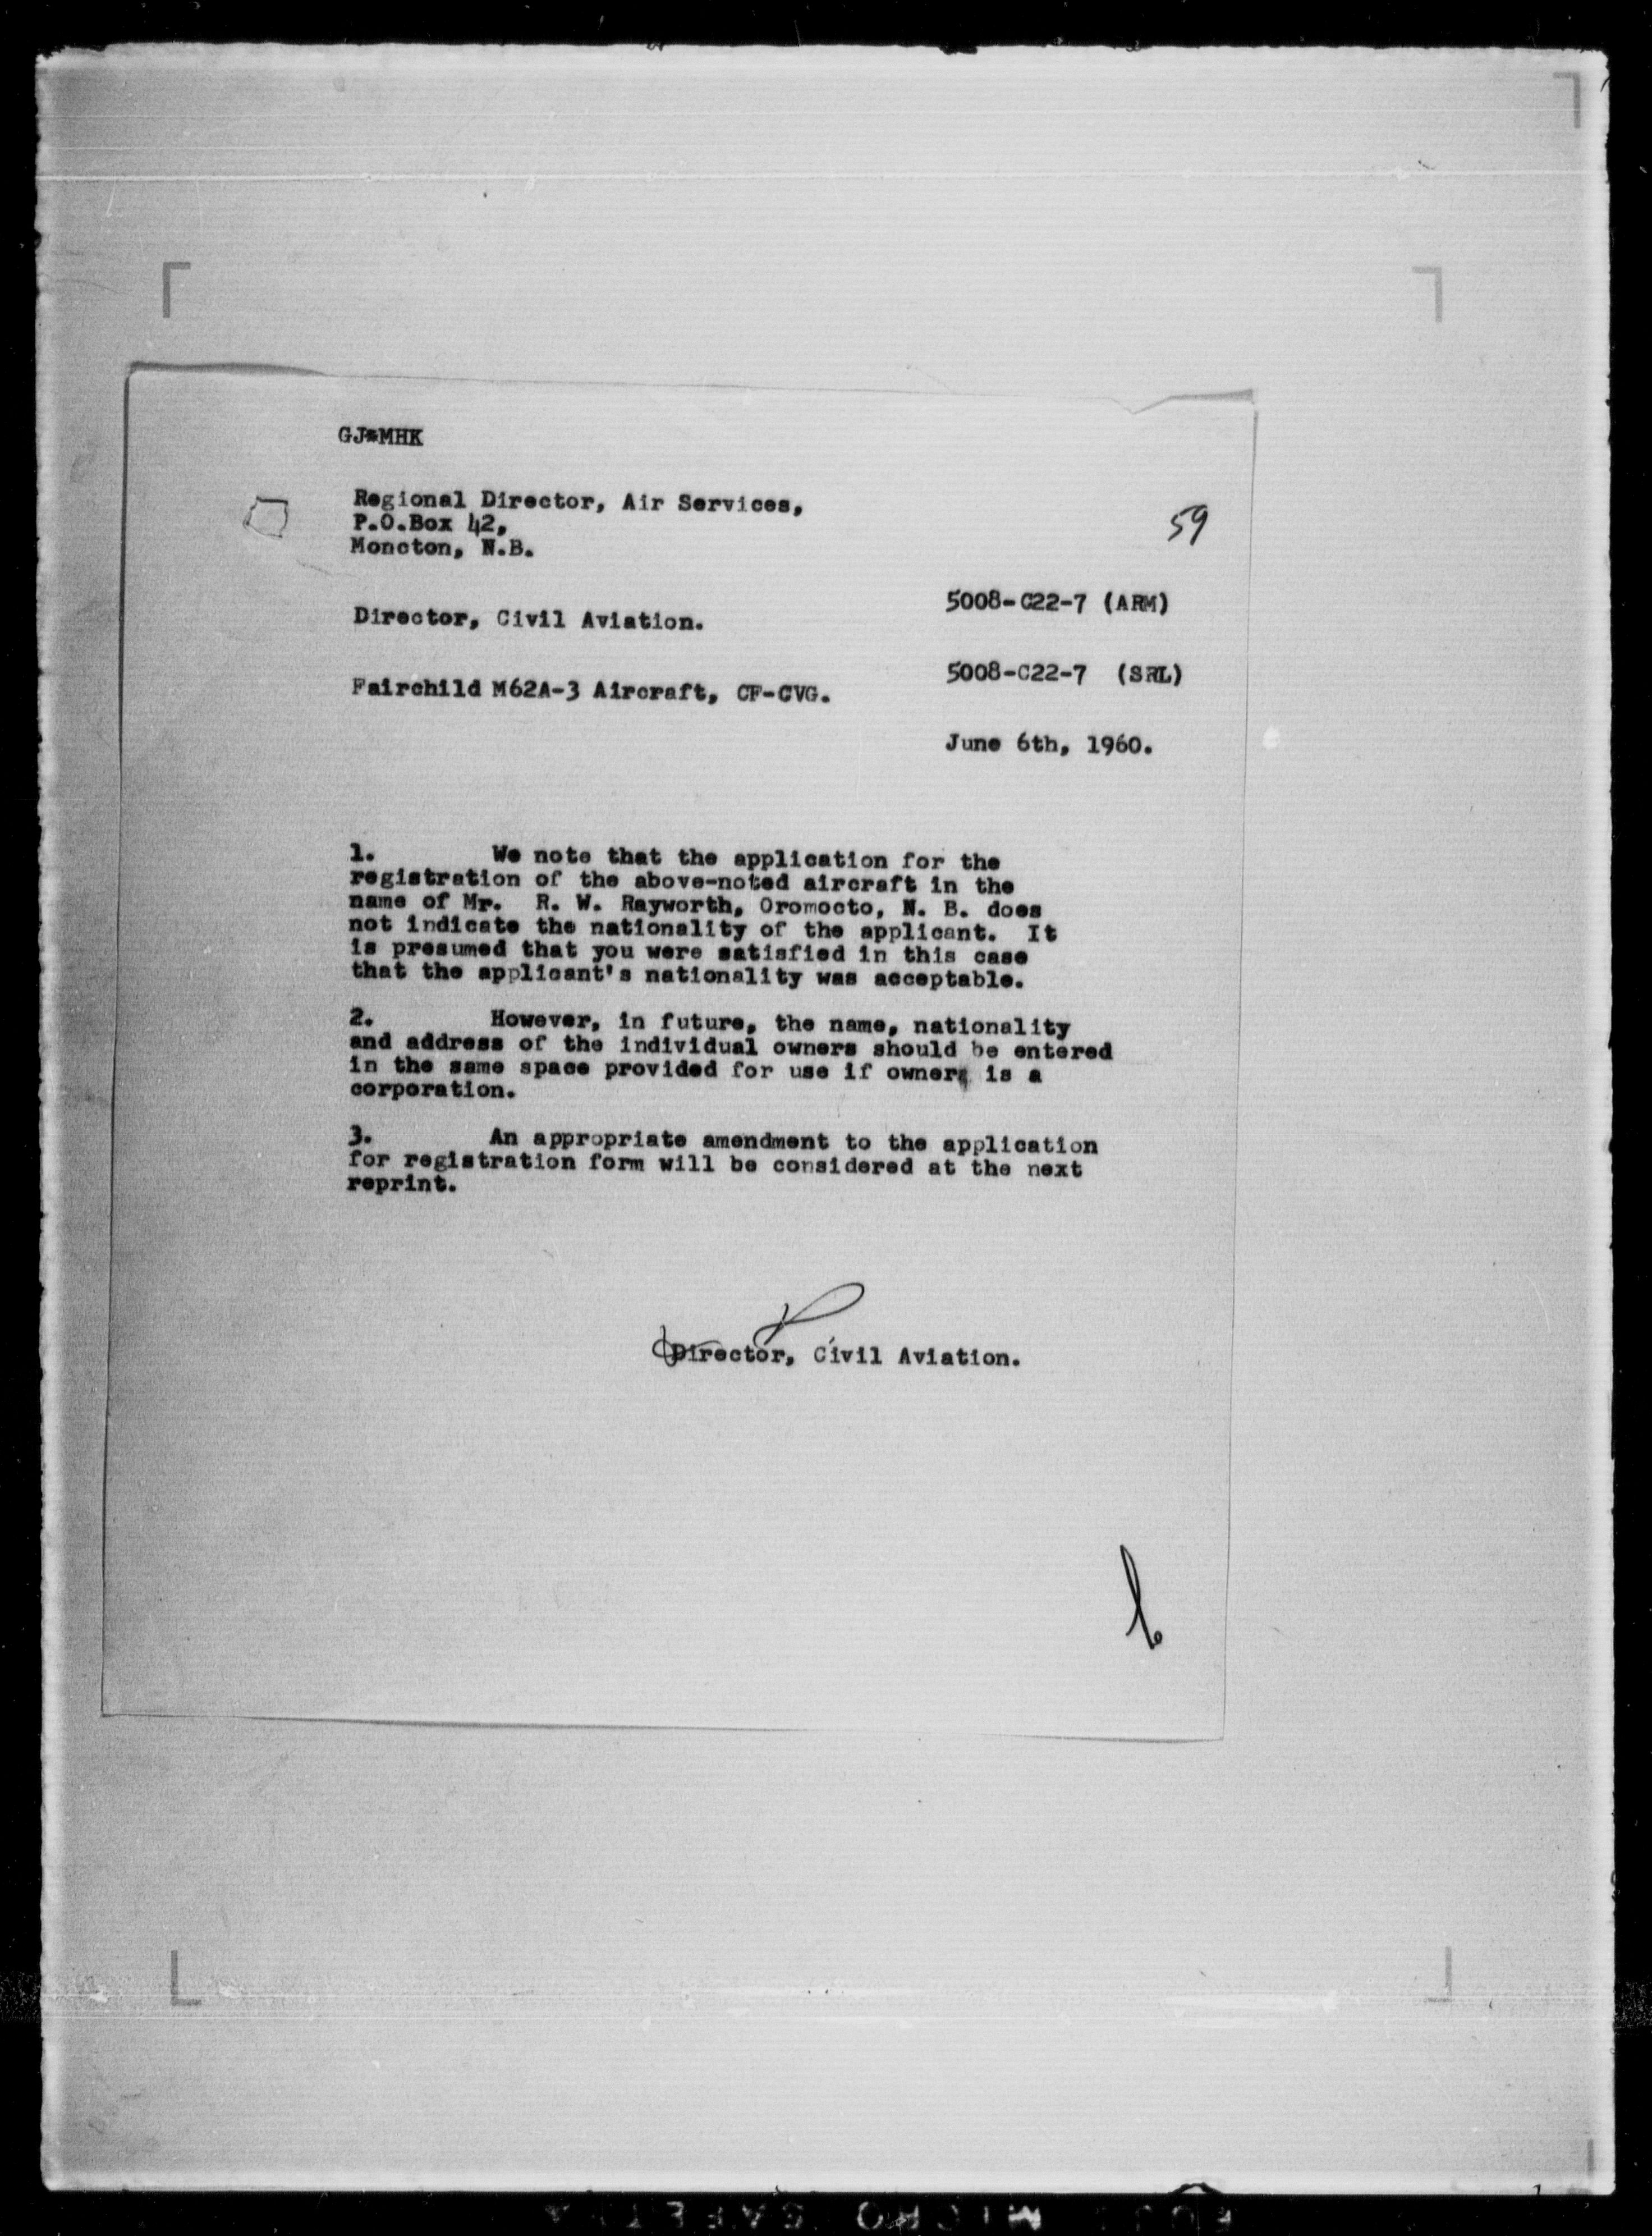 GJ*MHK
Regional Director, Air Services,
P.O.Box 42,
Moncton, N.B.
59
5008-C22-7 (ARM)
Director, Civil Aviation.
5008-C22-7 (SRL)
Fairchild M62A-3 Aircraft, CF-CVG.
June 6th, 1960.
1. We note that the application for the
registration of the above-noted aircraft in the
name of Mr. R. W. Rayworth, Oromocto, N. B. does
not indicate the nationality of the applicant. It
is presumed that you were satisfied in this case
that the applicant's nationality was acceptable.
2. However, in future, the name, nationality
and address of the individual owners should be entered
in the same space provided for use if owner is a
corporation.
3. An appropriate amendment to the application
for registration form will be considered at the next
reprint.
Director, Civil Aviation.